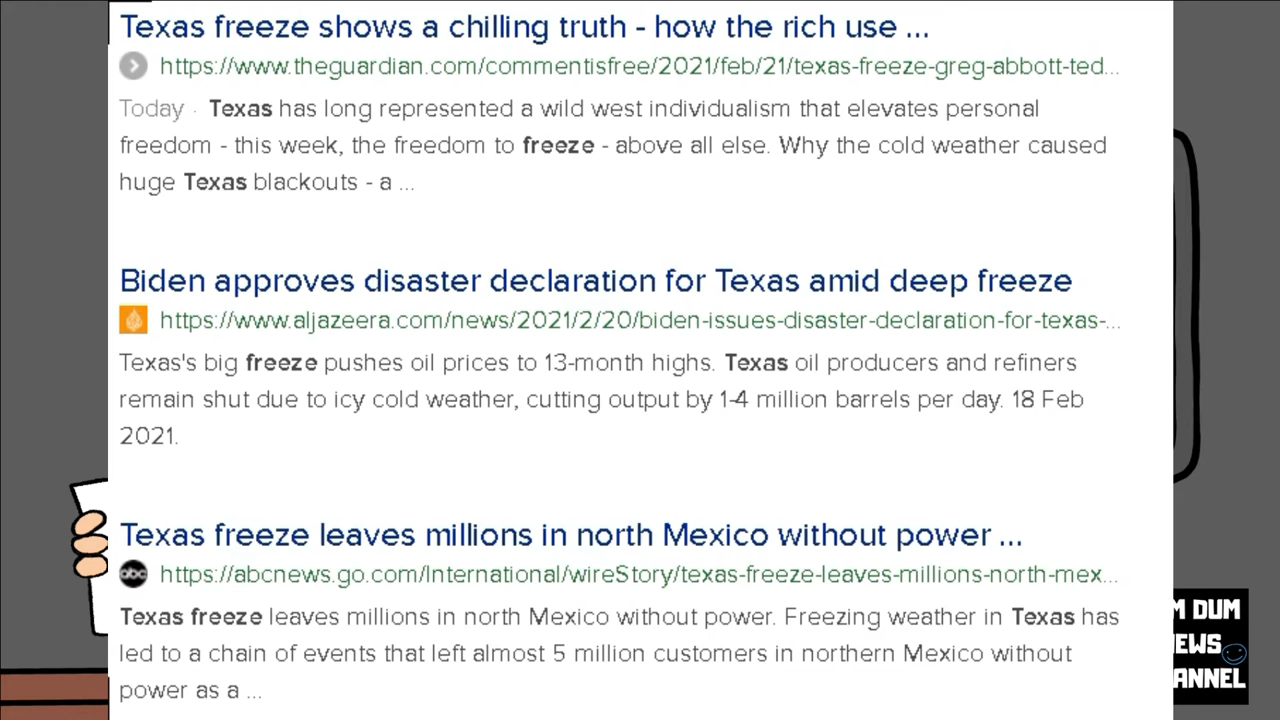 Texas freeze shows a chilling truth - how the rich use ...
https://www.theguardian.com/commentisfree/2021/feb/21/texas-freeze-greg-abbott-ted...
Today · Texas has long represented a wild west individualism that elevates personal
freedom - this week, the freedom to freeze - above all else. Why the cold weather caused
huge Texas blackouts - a ...
Biden approves disaster declaration for Texas amid deep freeze
https://www.aljazeera.com/news/2021/2/20/biden-issues-disaster-declaration-for-texas-...
Texas's big freeze pushes oil prices to 13-month highs. Texas oil producers and refiners
remain shut due to icy cold weather, cutting output by 1-4 million barrels per day. 18 Feb
2021.
Texas freeze leaves millions in north Mexico without power ...
abc
https://abcnews.go.com/International/wireStory/texas-freeze-leaves-millions-north-mex...
Texas freeze leaves millions in north Mexico without power. Freezing weather in Texas has
led to a chain of events that left almost 5 million customers in northern Mexico without
power as a ...
M DUM
EWS
ANNEL